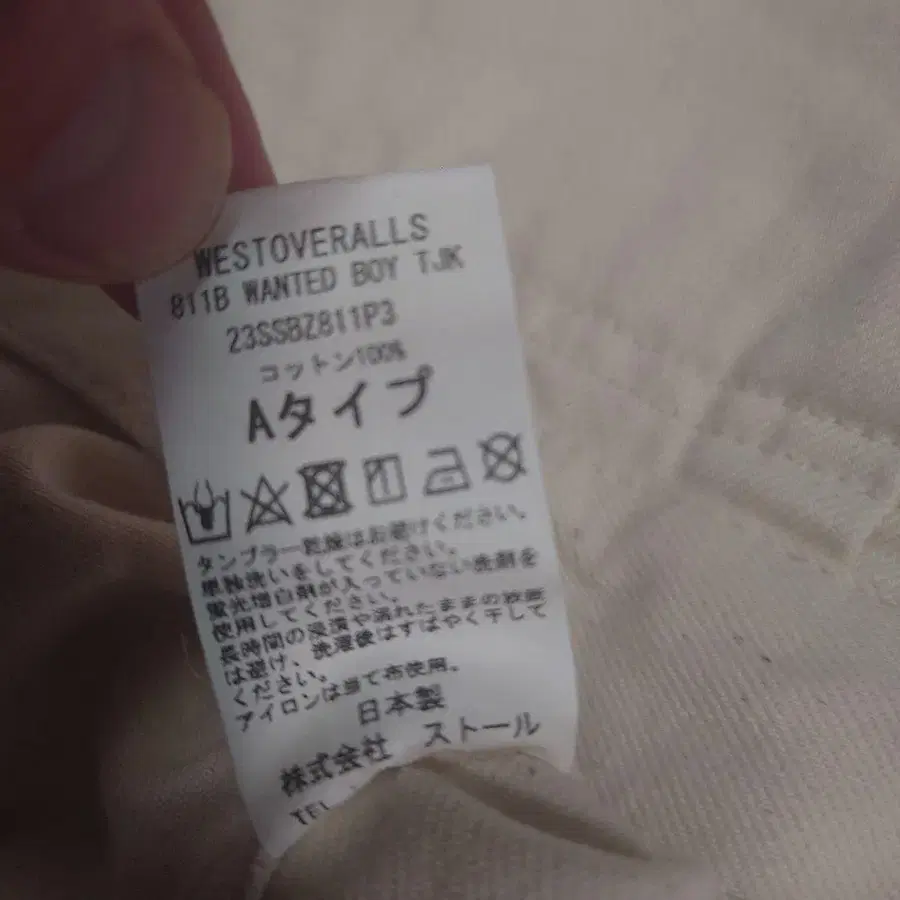 WESTOVERALLS
811B WANTED BOY TJK
23SSBZ811P3
コットン100%
Aタイプ
タンブラー乾燥はお避けください。
単独洗いをしてください。
蛍光増白剤が入っていない洗剤を
使用してください。
長時間の浸漬や濡れたままの放置
は避け、洗濯後はすばやく干して
ください。
アイロンは当て布使用。
日本製
株式会社 ストール
TEL